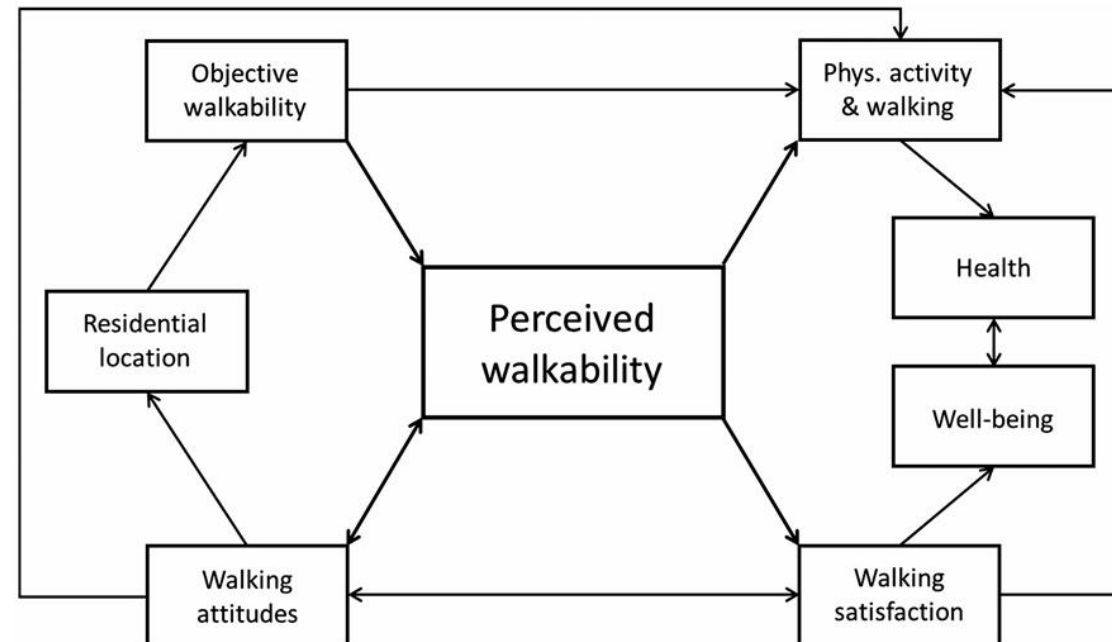 Objective
walkability
Phys. activity
& walking
Health
Residential
location
Perceived
walkability
Well-being
Walking
attitudes
Walking
satisfaction